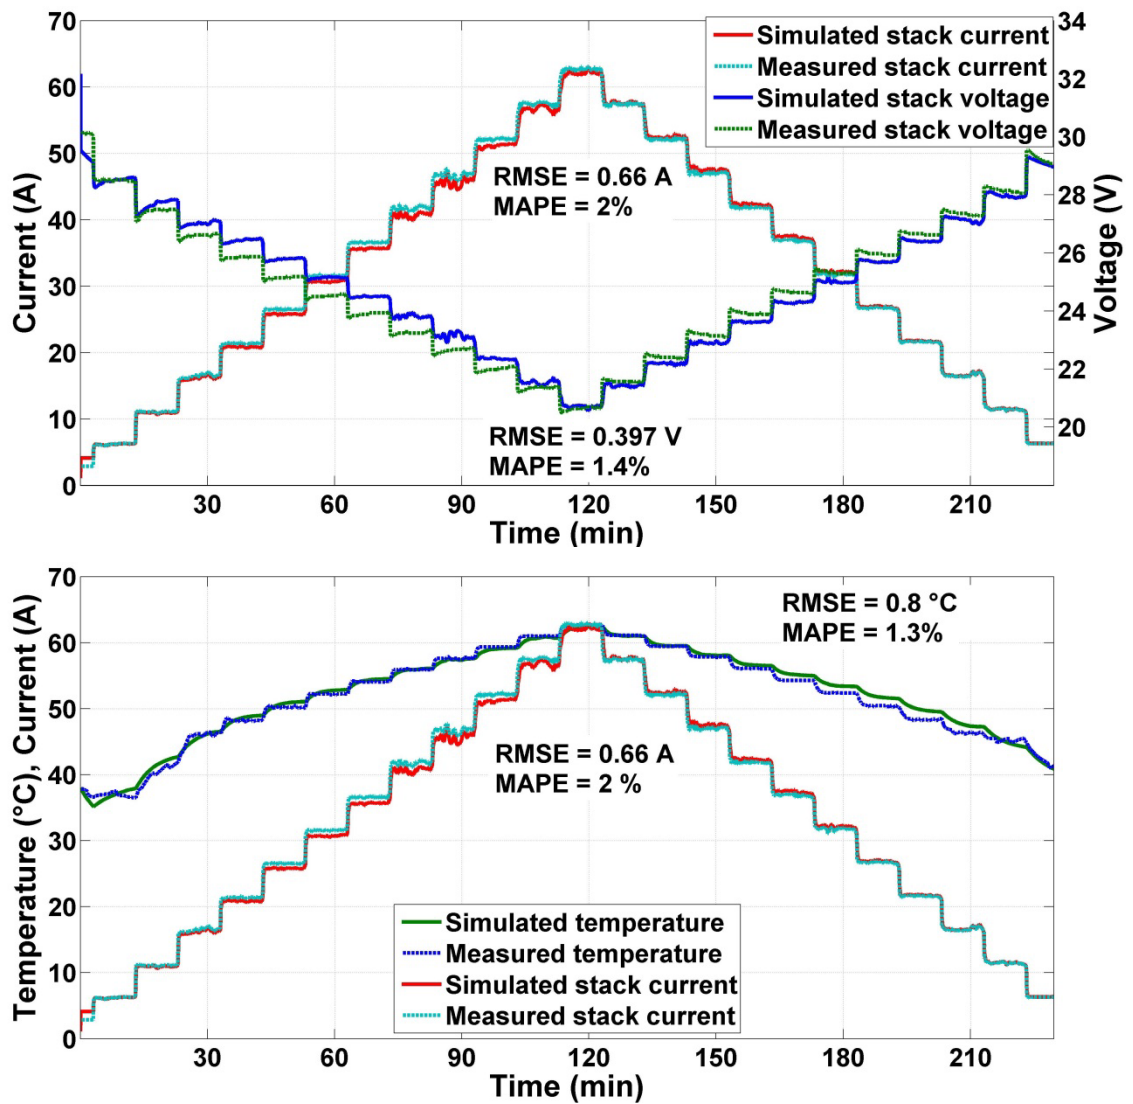 70
60
50
40
30
20
10
0
Current (A)
34
32
30
28
26
24
22
20
Voltage (V)
Simulated stack current
Measured stack current
Simulated stack voltage
Measured stack voltage
RMSE = 0.66 A
MAPE = 2%
RMSE = 0.397 V
MAPE = 1.4%
30 60 90 120 150 180 210
Time (min)
70
60
50
40
30
20
10
0
Temperature (°C), Current (A)
RMSE = 0.8 °C
MAPE = 1.3%
RMSE = 0.66 A
MAPE = 2 %
Simulated temperature
Measured temperature
Simulated stack current
Measured stack current
30 60 90 120 150 180 210
Time (min)